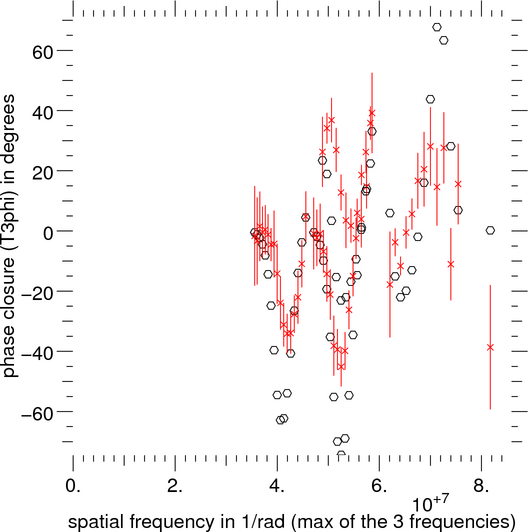 phase closure (T3phi) in degrees
60
40
20
0
−20
−40
−60
0. 2. 4. 6. 8.
10+7
spatial frequency in 1/rad (max of the 3 frequencies)